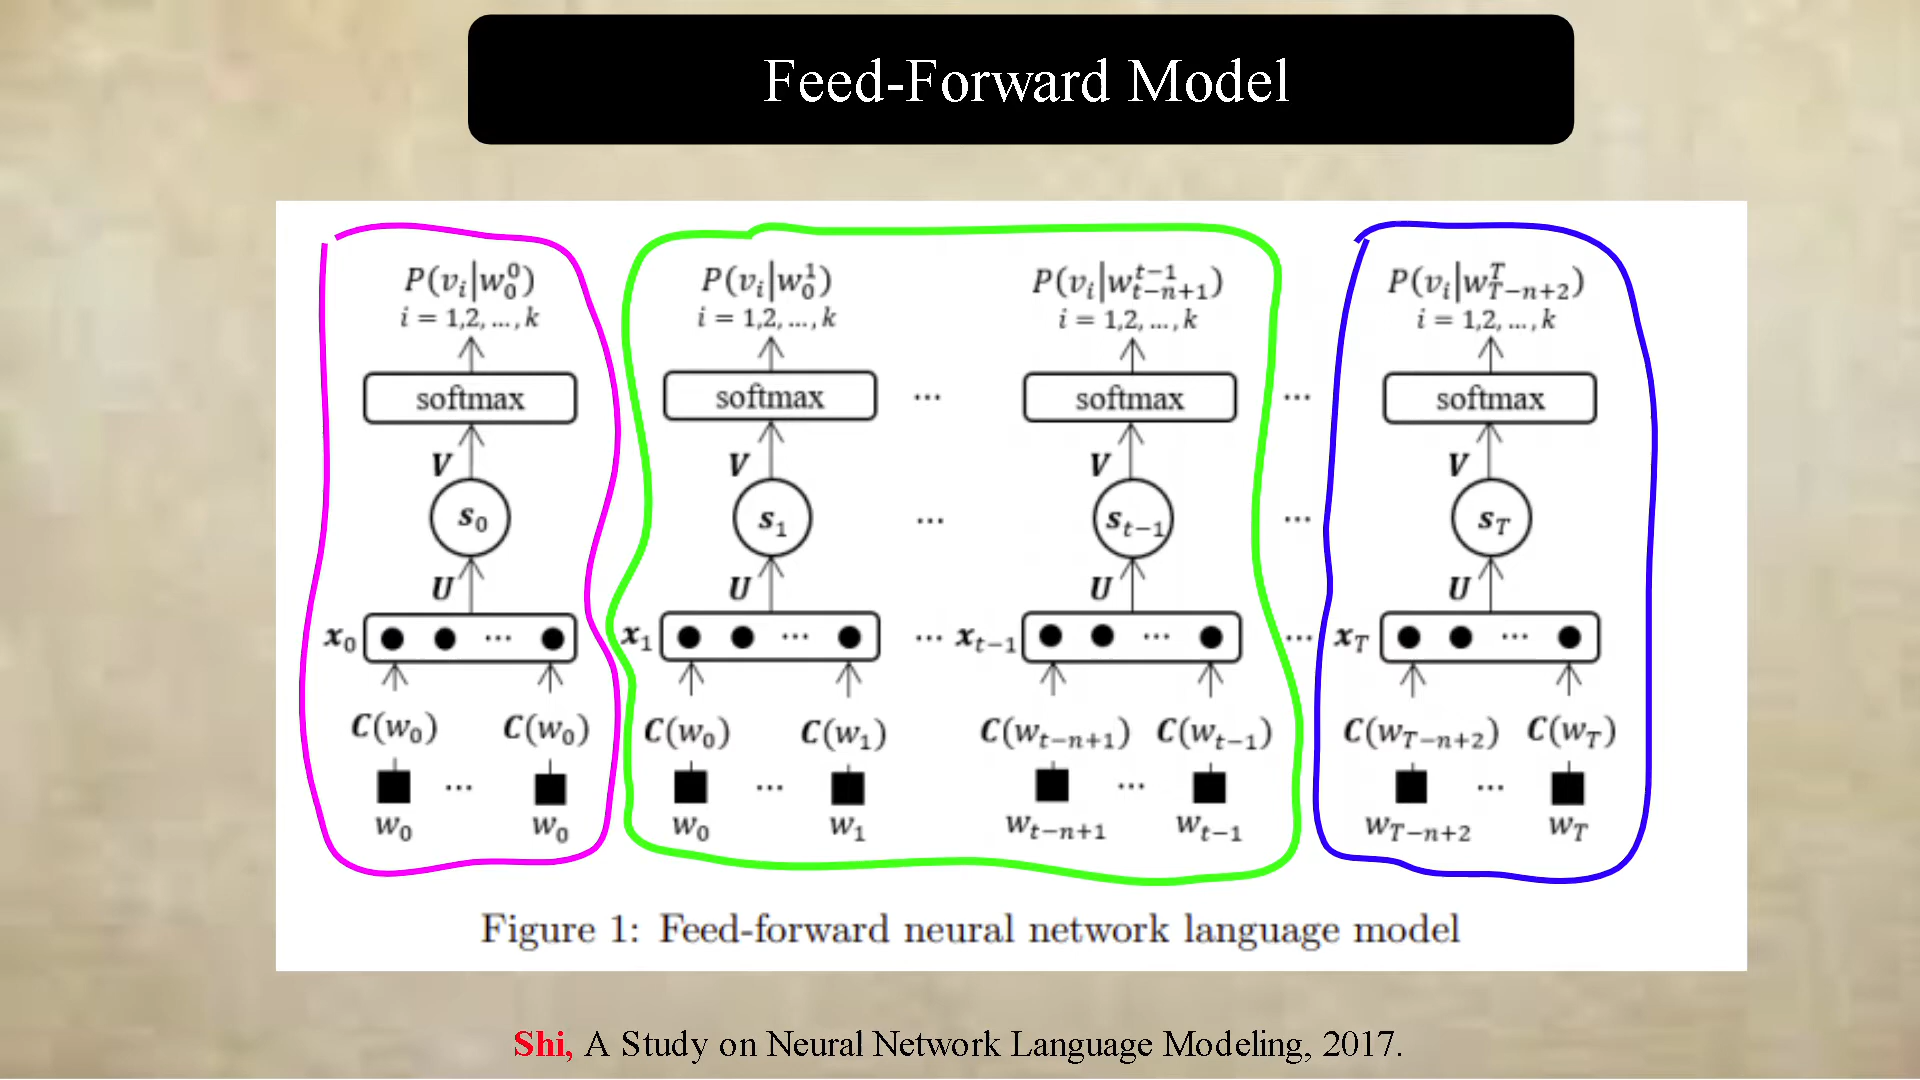 Feed-Forward Model
P(v_i|w_0^0) P(v_i|w_0^1) P(v_i|w_{t-n+1}^{t-1}) P(v_i|w_{T-n+2}^T)
i = 1,2, ..., k i = 1,2, ..., k i = 1,2, ..., k i = 1,2, ..., k
softmax softmax ... softmax ... softmax
V V V V
s_0 s_1 ... s_{t-1} ... s_T
U U U U
x_0 ... x_1 ... ... x_{t-1} ... ... x_T ...
C(w_0) C(w_0) C(w_0) C(w_1) C(w_{t-n+1}) C(w_{t-1}) C(w_{T-n+2}) C(w_T)
... ... ... ...
w_0 w_0 w_0 w_1 w_{t-n+1} w_{t-1} w_{T-n+2} w_T
Figure 1: Feed-forward neural network language model
Shi, A Study on Neural Network Language Modeling, 2017.